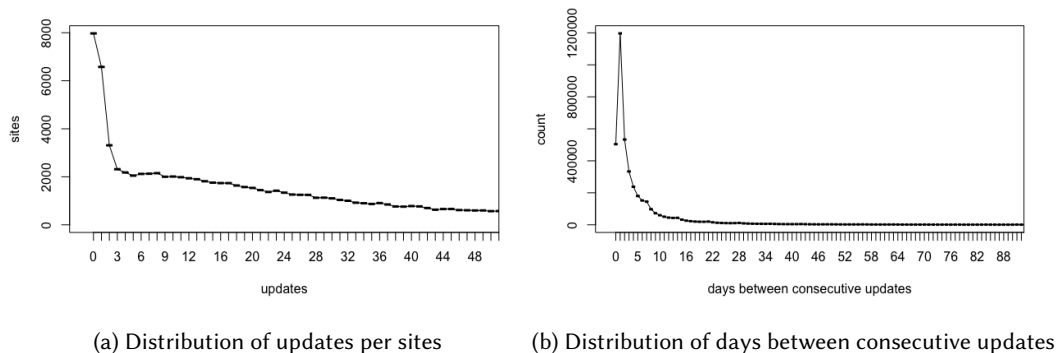 8000
6000
4000
2000
0
sites
0 3 6 9 12 16 20 24 28 32 36 40 44 48
updates
(a) Distribution of updates per sites
1200000
800000
400000
0
count
0 5 10 16 22 28 34 40 46 52 58 64 70 76 82 88
days between consecutive updates
(b) Distribution of days between consecutive updates